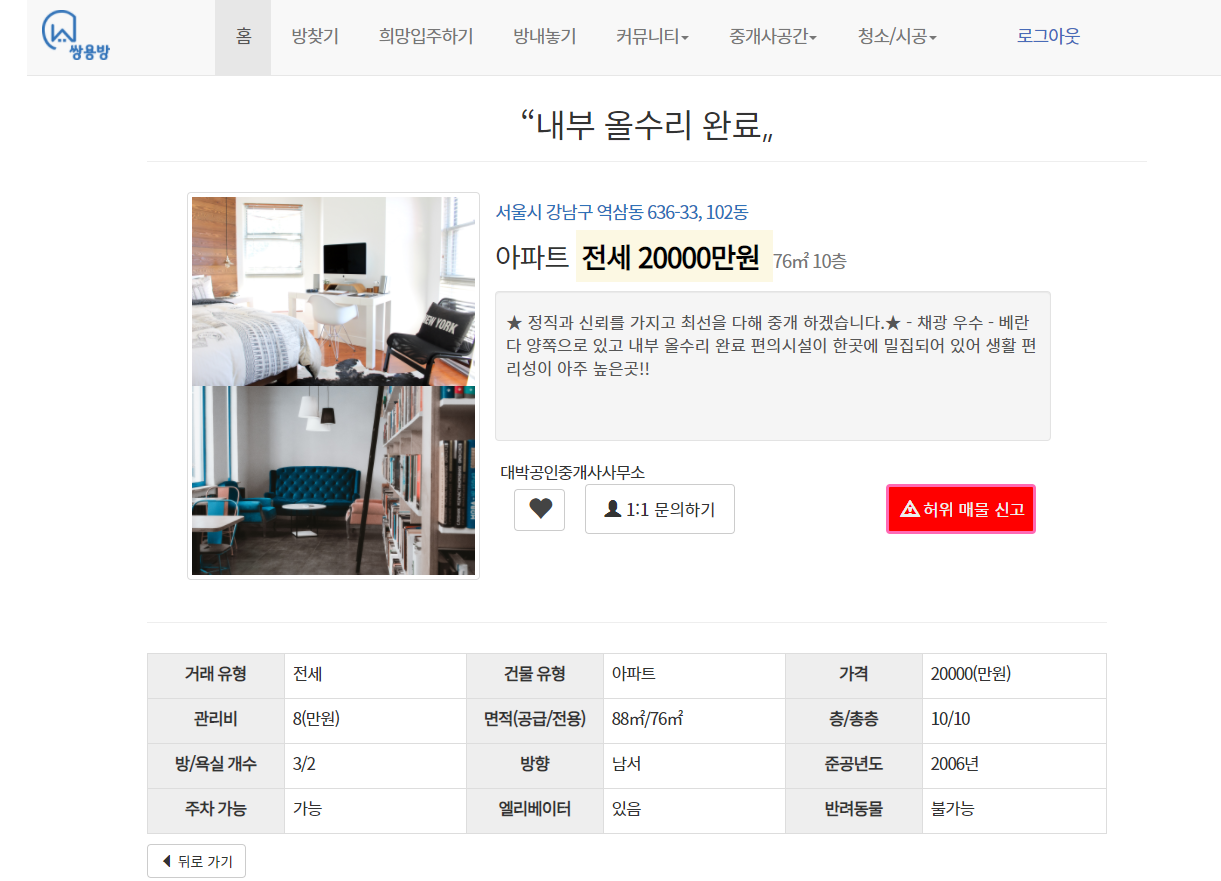 쌍용방
홈 방찾기 희망입주하기 방내놓기 커뮤니티 중개사공간 청소/시공 로그아웃
“내부 올수리 완료„
서울시 강남구 역삼동 636-33, 102동
아파트 전세 20000만원 76㎡ 10층
NEW YORK
★ 정직과 신뢰를 가지고 최선을 다해 중개 하겠습니다.★ - 채광 우수 - 베란
다 양쪽으로 있고 내부 올수리 완료 편의시설이 한곳에 밀집되어 있어 생활 편
리성이 아주 높은곳!!
대박공인중개사사무소
1:1 문의하기 허위 매물 신고
거래 유형 전세 건물 유형 아파트 가격 20000(만원)
관리비 8(만원) 면적(공급/전용) 88㎡/76㎡ 층/총층 10/10
방/욕실 개수 3/2 방향 남서 준공년도 2006년
주차 가능 가능 엘리베이터 있음 반려동물 불가능
뒤로 가기